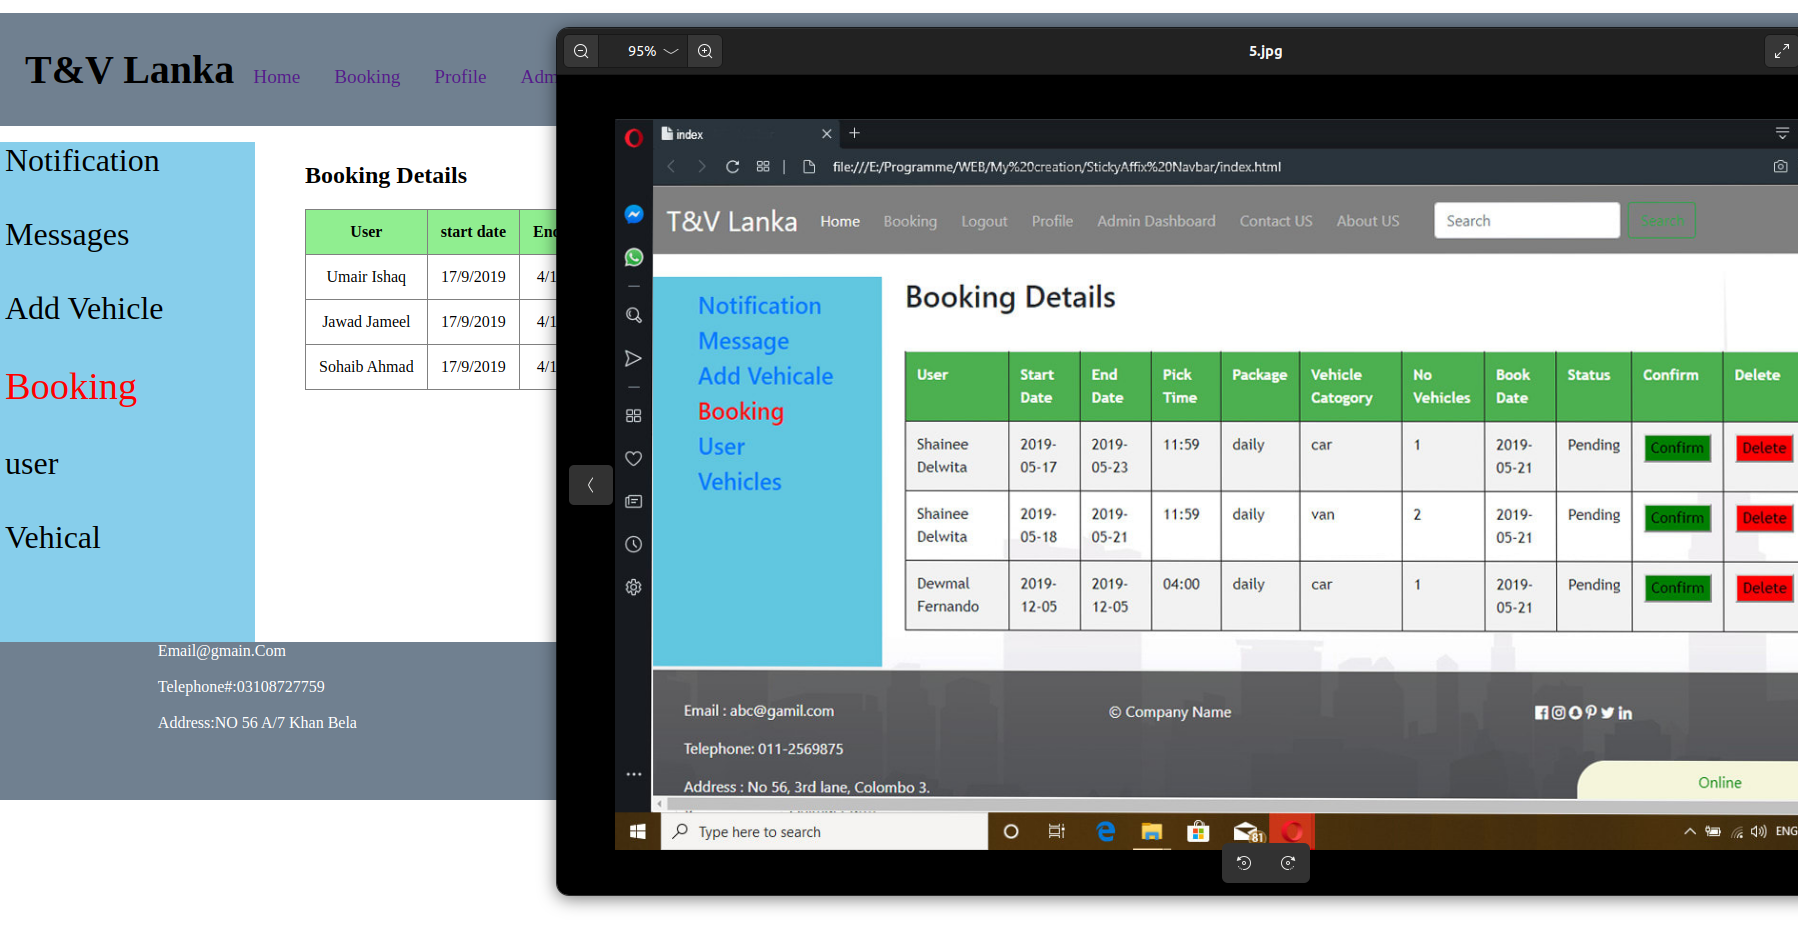 T&V Lanka Home Booking Profile Adm
Notification
Messages
Add Vehicle
Booking
user
Vehical
Booking Details
User start date End
Umair Ishaq 17/9/2019 4/1
Jawad Jameel 17/9/2019 4/1
Sohaib Ahmad 17/9/2019 4/1
Email@gmain.Com
Telephone#:03108727759
Address:NO 56 A/7 Khan Bela
95% 5.jpg
index
file:///E:/Programme/WEB/My%20creation/StickyAffix%20Navbar/index.html
T&V Lanka Home Booking Logout Profile Admin Dashboard Contact US About US Search Search
Notification
Message
Add Vehicale
Booking
User
Vehicles
Booking Details
User Start Date End Date Pick Time Package Vehicle Catogory No Vehicles Book Date Status Confirm Delete
Shainee Delwita 2019-05-17 2019-05-23 11:59 daily car 1 2019-05-21 Pending Confirm Delete
Shainee Delwita 2019-05-18 2019-05-21 11:59 daily van 2 2019-05-21 Pending Confirm Delete
Dewmal Fernando 2019-12-05 2019-12-05 04:00 daily car 1 2019-05-21 Pending Confirm Delete
Email : abc@gamil.com © Company Name
Telephone: 011-2569875
Address : No 56, 3rd lane, Colombo 3.
Online
Type here to search 81 ENG